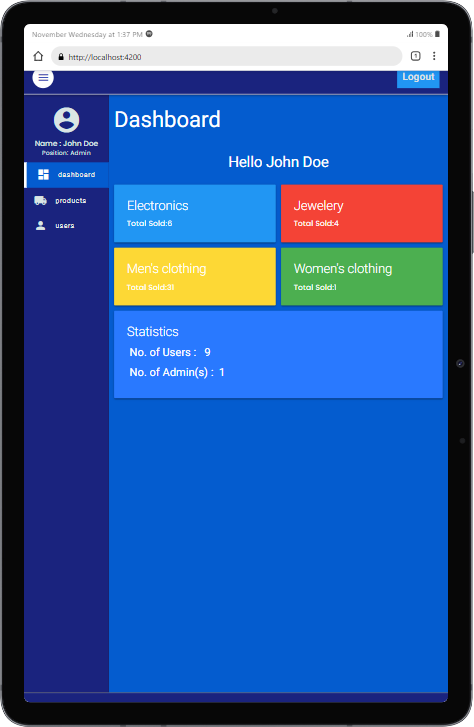 November Wednesday at 1:37 PM
100%
http://localhost:4200
1
Logout
Name : John Doe
Position: Admin
dashboard
products
users
Dashboard
Hello John Doe
Electronics
Total Sold:6
Jewelery
Total Sold:4
Men's clothing
Total Sold:31
Women's clothing
Total Sold:1
Statistics
No. of Users : 9
No. of Admin(s) : 1